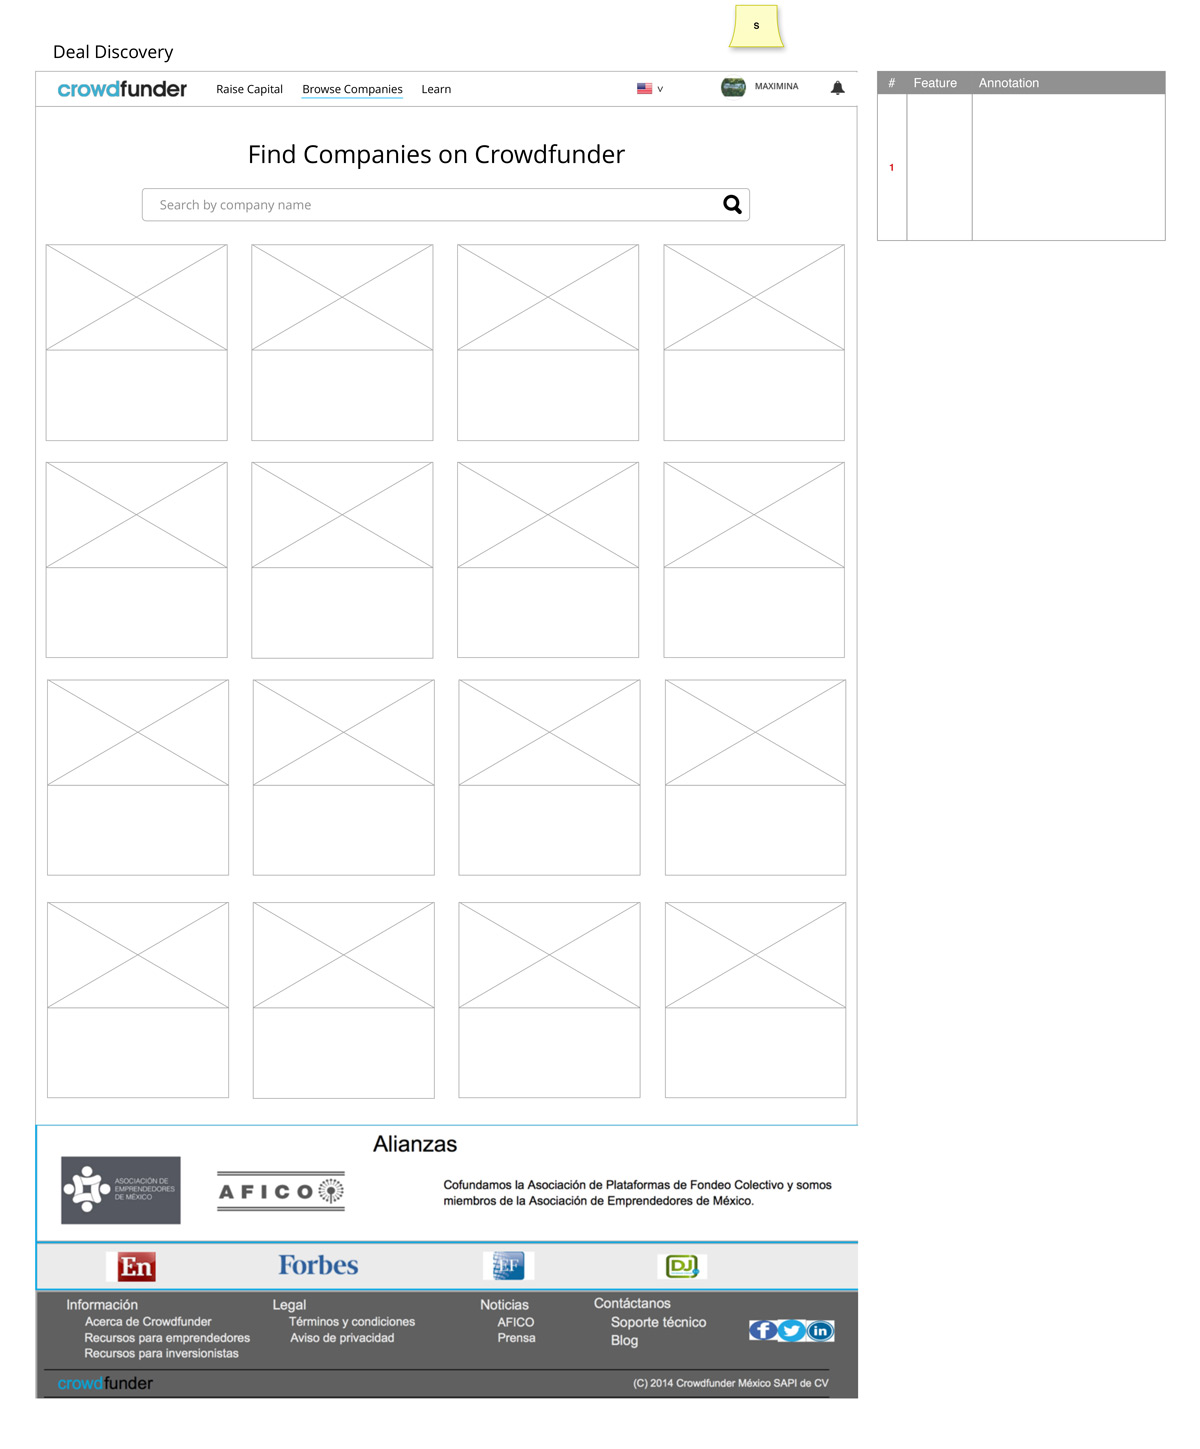 s
Deal Discovery
crowdfunder
Raise Capital
Browse Companies
Learn
v
MAXIMINA
# Feature Annotation
1
Find Companies on Crowdfunder
Search by company name
Alianzas
ASOCIACIÓN DE
EMPRENDEDORES
DE MÉXICO
AFICO
Cofundamos la Asociación de Plataformas de Fondeo Colectivo y somos
miembros de la Asociación de Emprendedores de México.
En
Forbes
EF
DJ
Información
Acerca de Crowdfunder
Recursos para emprendedores
Recursos para inversionistas
Legal
Términos y condiciones
Aviso de privacidad
Noticias
AFICO
Prensa
Contáctanos
Soporte técnico
Blog
f
in
crowdfunder
(C) 2014 Crowdfunder México SAPI de CV